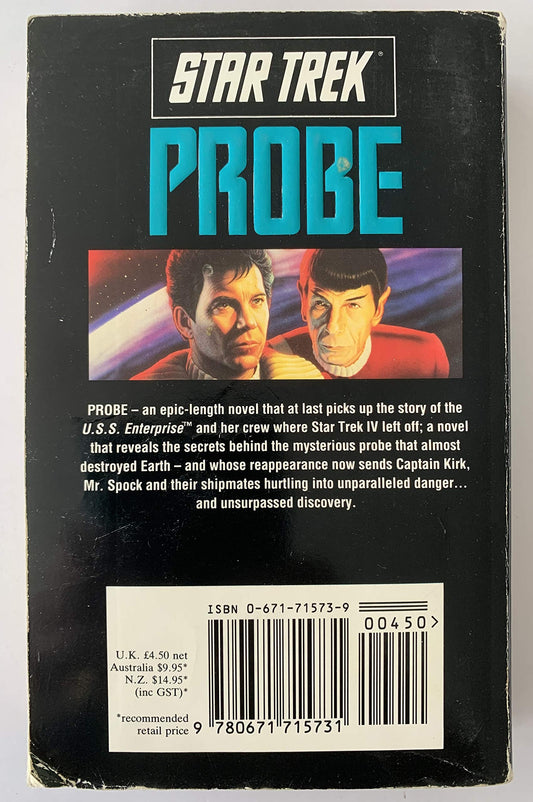 STAR TREK®
PROBE
PROBE – an epic-length novel that at last picks up the story of the
U.S.S. Enterprise™ and her crew where Star Trek IV left off; a novel
that reveals the secrets behind the mysterious probe that almost
destroyed Earth – and whose reappearance now sends Captain Kirk,
Mr. Spock and their shipmates hurtling into unparalleled danger...
and unsurpassed discovery.
ISBN 0-671-71573-9
00450>
U.K. £4.50 net
Australia $9.95*
N.Z. $14.95*
(inc GST)*
*recommended
retail price
9 780671 715731